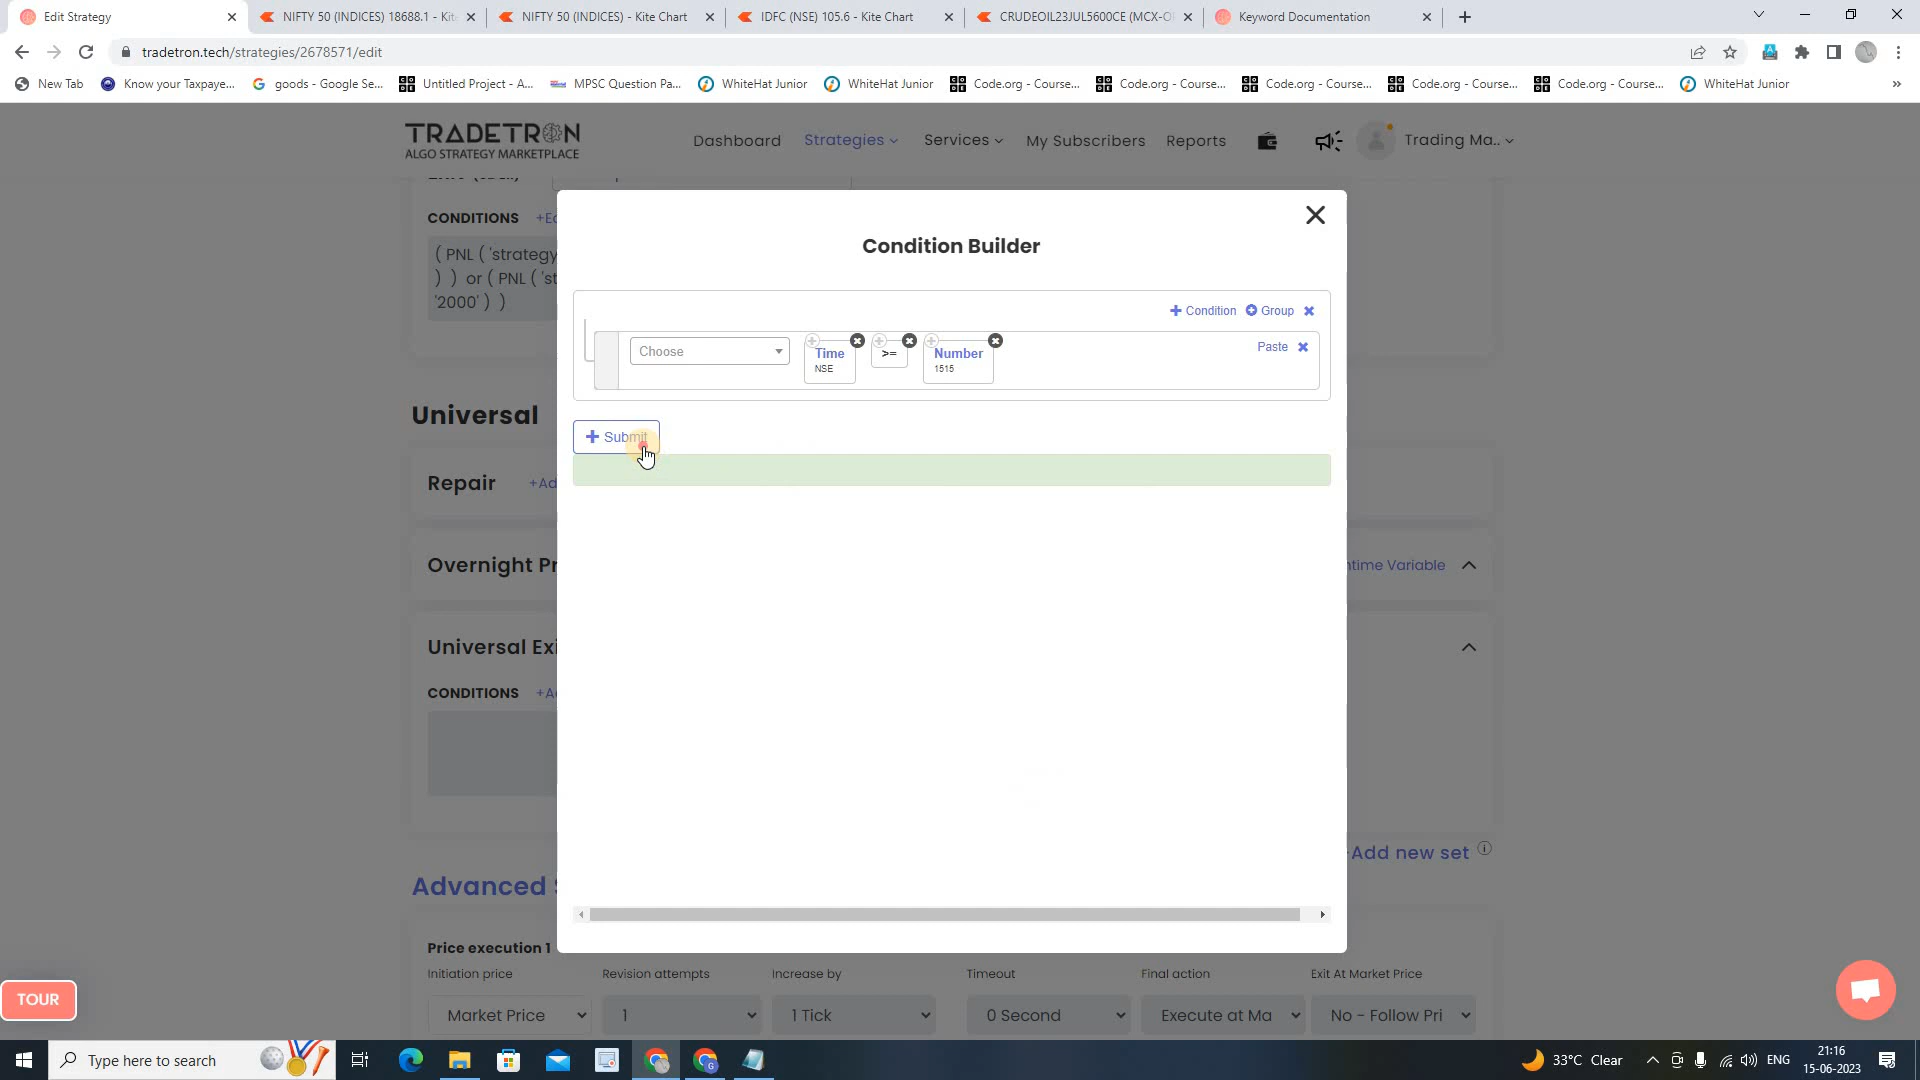 Edit Strategy
NIFTY 50 (INDICES) 18688.1 - Kit
NIFTY 50 (INDICES) - Kite Chart
IDFC (NSE) 105.6 - Kite Chart
CRUDEOIL23JUL5600CE (MCX-O
Keyword Documentation
tradetron.tech/strategies/2678571/edit
New Tab
Know your Taxpaye...
goods - Google Se...
Untitled Project - A...
MPSC Question Pa...
WhiteHat Junior
WhiteHat Junior
Code.org - Course...
Code.org - Course...
Code.org - Course...
Code.org - Course...
Code.org - Course...
WhiteHat Junior
»
TRADETRON
ALGO STRATEGY MARKETPLACE
Dashboard
Strategies
Services
My Subscribers
Reports
Trading Ma..
CONDITIONS +Ed
( PNL ( 'strategy
) ) or ( PNL ( 'st
'2000' ) )
Condition Builder
+ Condition
Group
Choose
Time
NSE
>=
Number
1515
Paste
+ Submit
Universal
Repair +Ad
Overnight Pr
ntime Variable
Universal Exi
CONDITIONS +A
Add new set
Advanced
Price execution 1
Initiation price
Revision attempts
Increase by
Timeout
Final action
Exit At Market Price
Market Price
1
1 Tick
0 Second
Execute at Ma
No - Follow Pri
TOUR
Type here to search
33°C Clear
ENG
21:16
15-06-2023